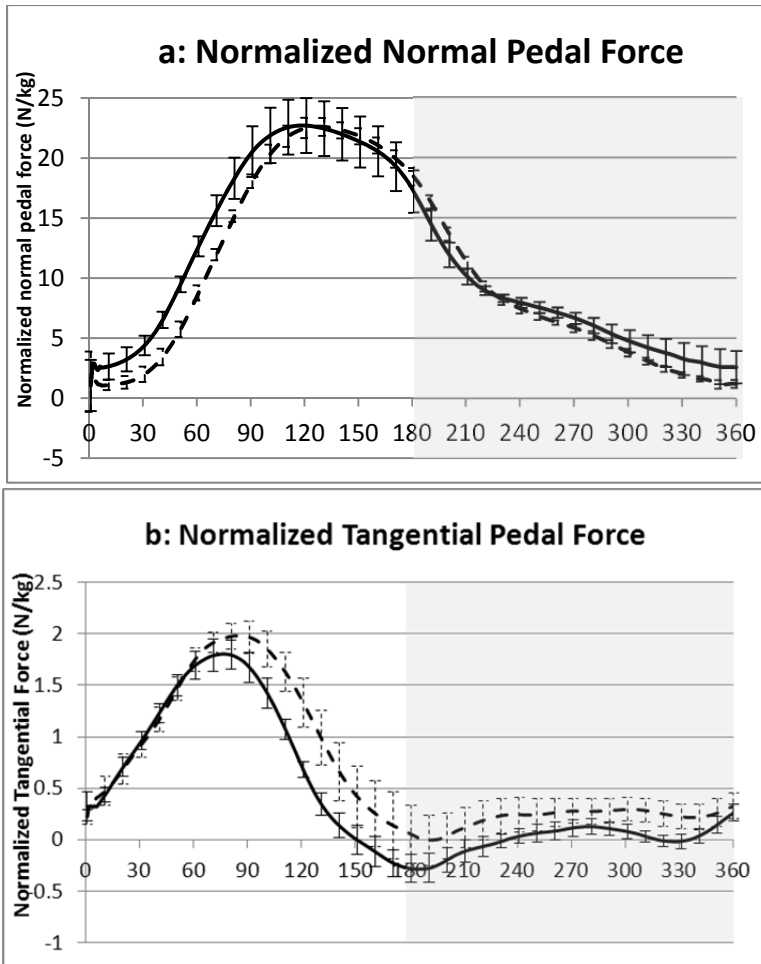 a: Normalized Normal Pedal Force
Normalized normal pedal force (N/kg)
25
20
15
10
5
0
-5
0 30 60 90 120 150 180 210 240 270 300 330 360
b: Normalized Tangential Pedal Force
Normalized Tangential Force (N/kg)
2.5
2
1.5
1
0.5
0
-0.5
-1
0 30 60 90 120 150 180 210 240 270 300 330 360